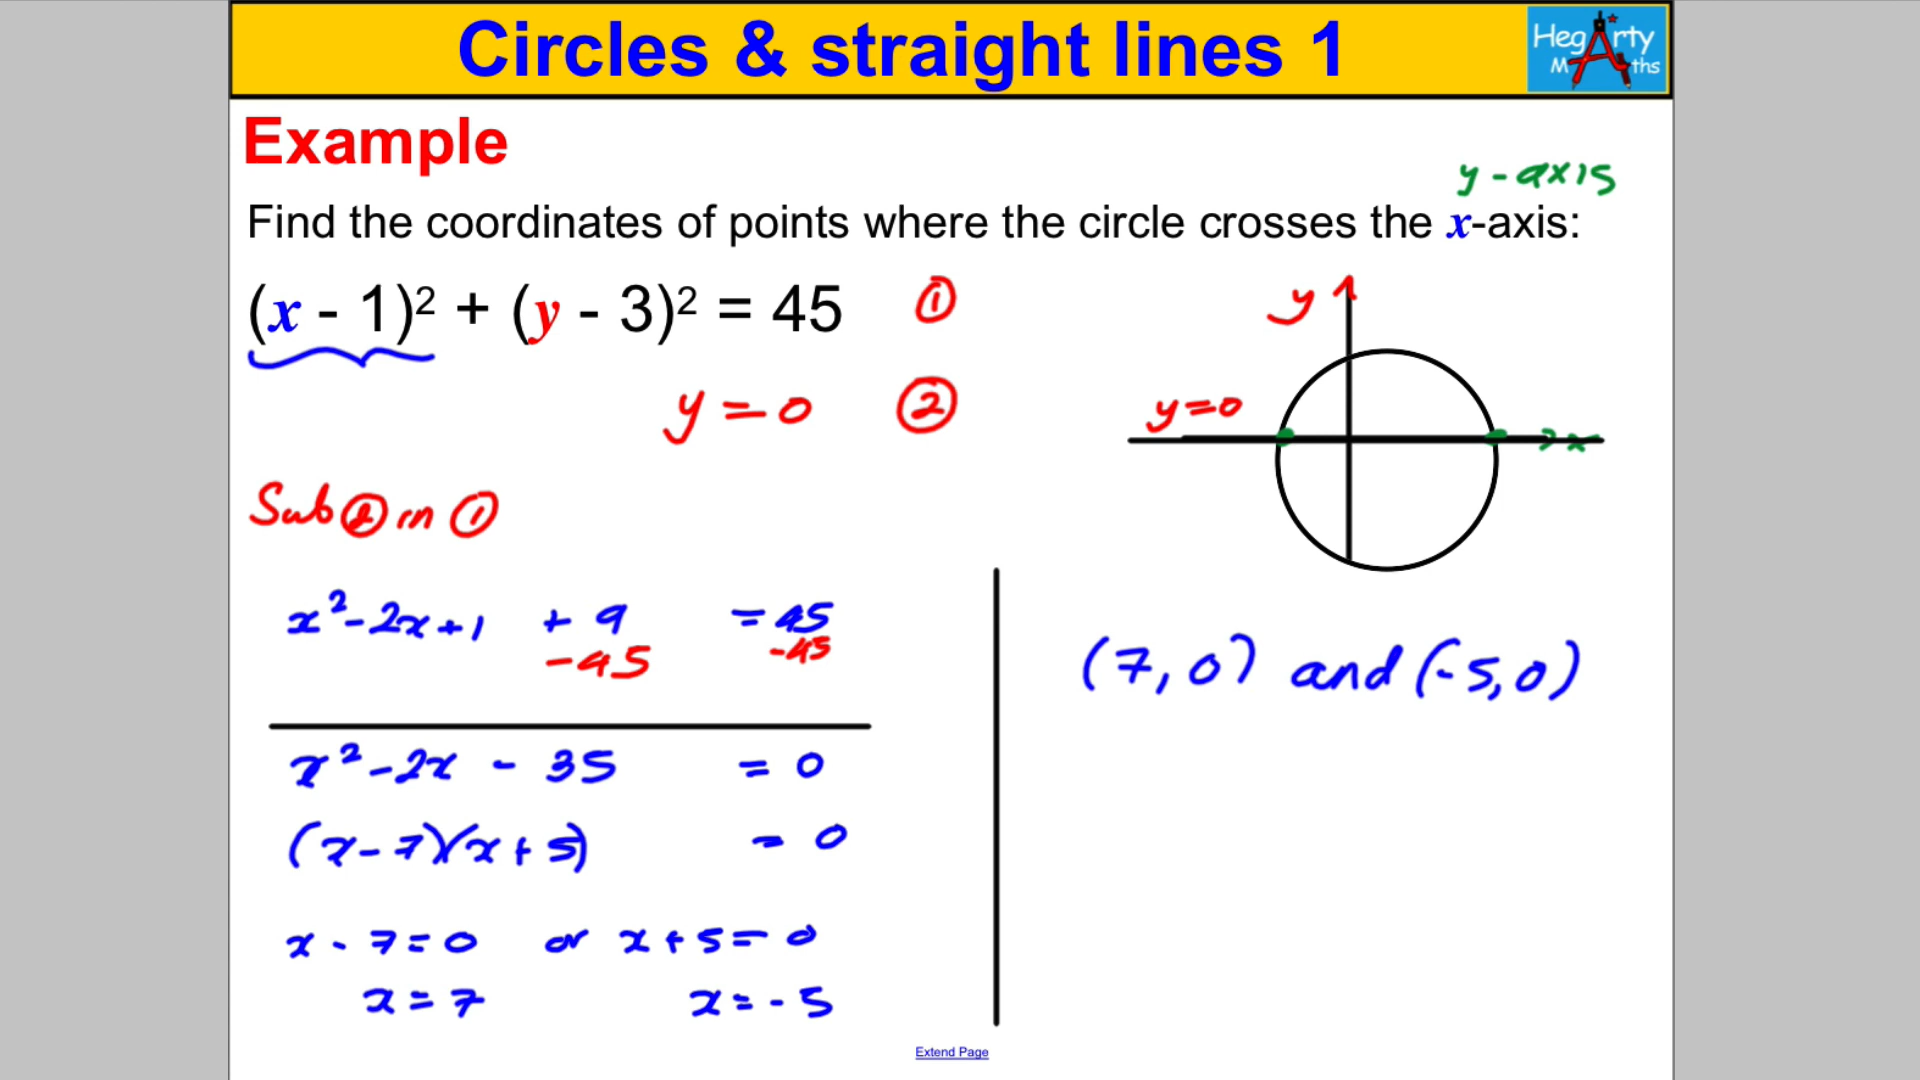 Circles & straight lines 1
HegArty
Maths
Example
y-axis
Find the coordinates of points where the circle crosses the x-axis:
(x - 1)² + (y - 3)² = 45 ①
y = 0 ②
y
y=0
x
Sub ② in ①
x² - 2x + 1 + 9 = 45
-45 -45
x² - 2x - 35 = 0
(x - 7)(x + 5) = 0
x - 7 = 0 or x + 5 = 0
x = 7 x = -5
(7, 0) and (-5, 0)
Extend Page